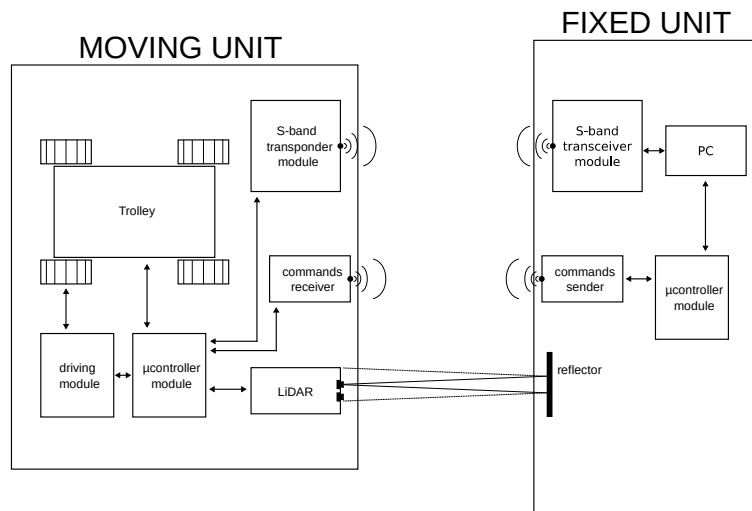 MOVING UNIT
S-band
transponder
module
Trolley
commands
receiver
driving
module
µcontroller
module
LiDAR
FIXED UNIT
S-band
transceiver
module
PC
commands
sender
µcontroller
module
reflector